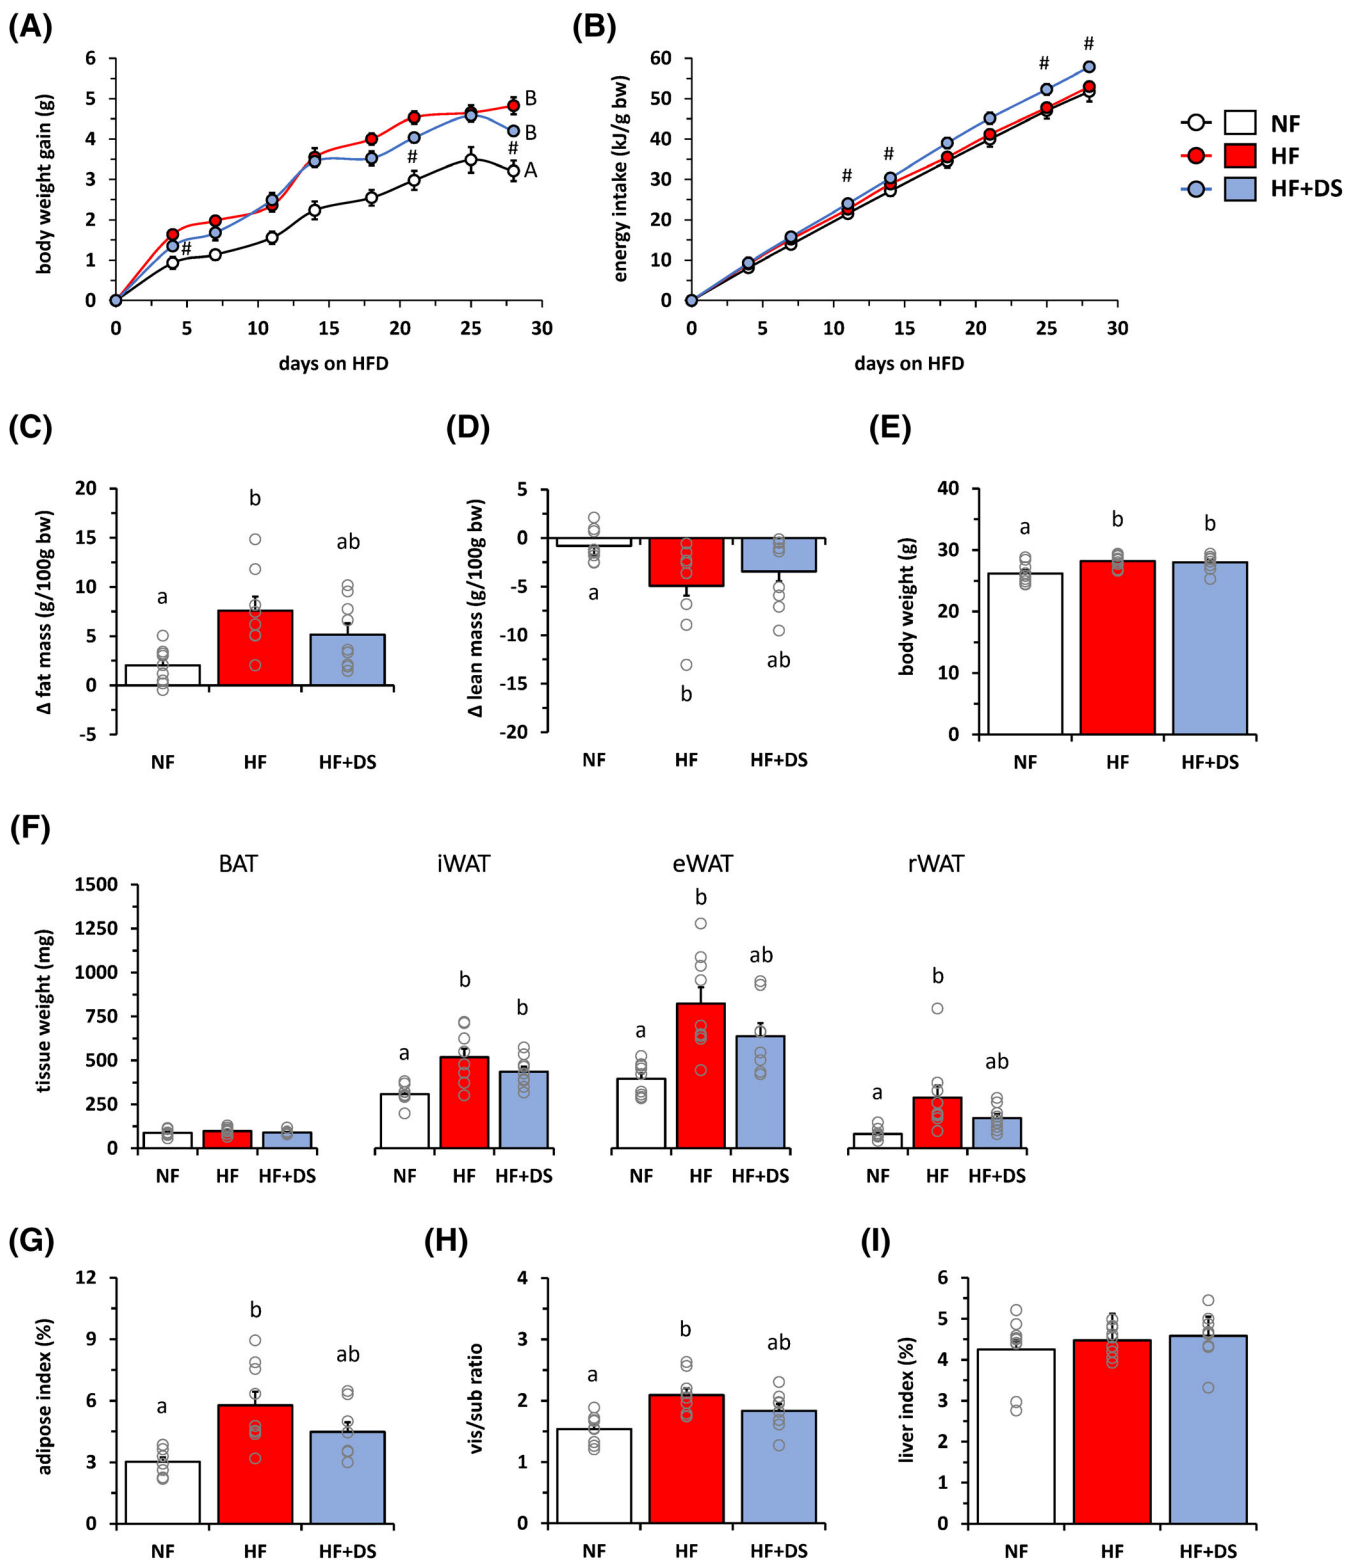 (A)
6
5
4
3
2
1
0
body weight gain (g)
B
B
A
#
#
#
0 5 10 15 20 25 30
days on HFD
(B)
60
50
40
30
20
10
0
energy intake (kJ/g bw)
# # # #
0 5 10 15 20 25 30
days on HFD
NF
HF
HF+DS
(C)
20
15
10
5
0
-5
Δ fat mass (g/100g bw)
a b ab
NF HF HF+DS
(D)
5
0
-5
-10
-15
-20
Δ lean mass (g/100g bw)
a b ab
NF HF HF+DS
(E)
40
30
20
10
0
body weight (g)
a b b
NF HF HF+DS
(F)
BAT iWAT eWAT rWAT
1500
1250
1000
750
500
250
0
tissue weight (mg)
a b b
a b ab
a b ab
NF HF HF+DS NF HF HF+DS NF HF HF+DS NF HF HF+DS
(G)
12
9
6
3
0
adipose index (%)
a b ab
NF HF HF+DS
(H)
4
3
2
1
0
vis/sub ratio
a b ab
NF HF HF+DS
(I)
6
5
4
3
2
1
0
liver index (%)
NF HF HF+DS